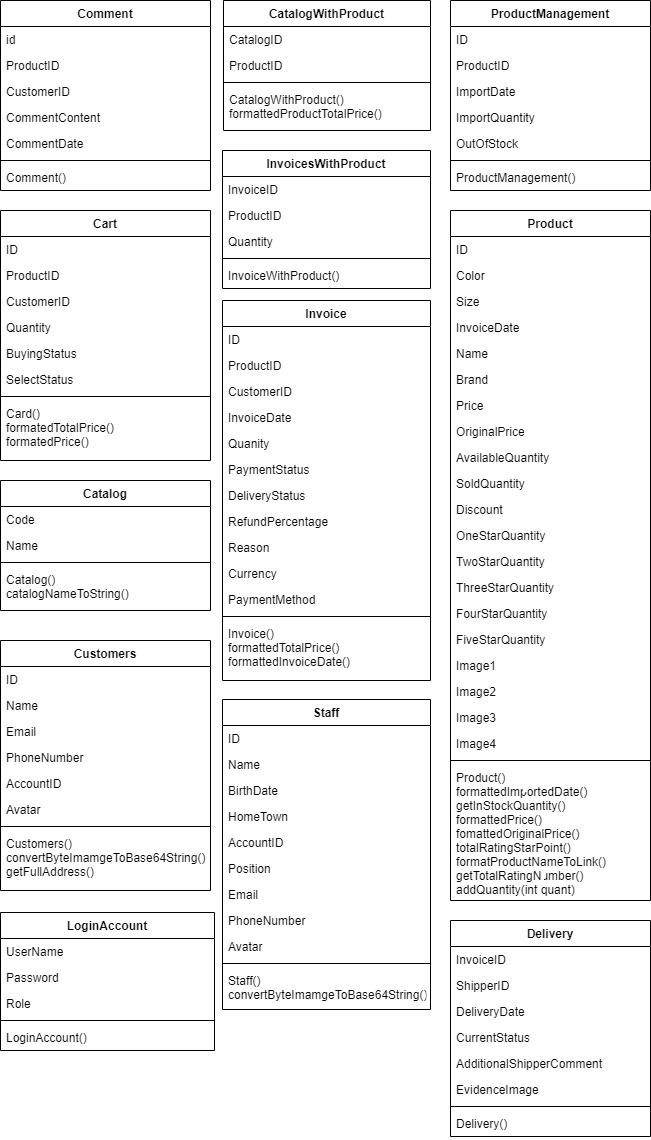 Comment
id
ProductID
CustomerID
CommentContent
CommentDate
Comment()
Cart
ID
ProductID
CustomerID
Quantity
BuyingStatus
SelectStatus
Card()
formatedTotalPrice()
formatedPrice()
Catalog
Code
Name
Catalog()
catalogNameToString()
Customers
ID
Name
Email
PhoneNumber
AccountID
Avatar
Customers()
convertByteImamgeToBase64String()
getFullAddress()
LoginAccount
UserName
Password
Role
LoginAccount()
CatalogWithProduct
CatalogID
ProductID
CatalogWithProduct()
formattedProductTotalPrice()
InvoicesWithProduct
InvoiceID
ProductID
Quantity
InvoiceWithProduct()
Invoice
ID
ProductID
CustomerID
InvoiceDate
Quanity
PaymentStatus
DeliveryStatus
RefundPercentage
Reason
Currency
PaymentMethod
Invoice()
formattedTotalPrice()
formattedInvoiceDate()
Staff
ID
Name
BirthDate
HomeTown
AccountID
Position
Email
PhoneNumber
Avatar
Staff()
convertByteImamgeToBase64String()
ProductManagement
ID
ProductID
ImportDate
ImportQuantity
OutOfStock
ProductManagement()
Product
ID
Color
Size
InvoiceDate
Name
Brand
Price
OriginalPrice
AvailableQuantity
SoldQuantity
Discount
OneStarQuantity
TwoStarQuantity
ThreeStarQuantity
FourStarQuantity
FiveStarQuantity
Image1
Image2
Image3
Image4
Product()
formattedImportedDate()
getInStockQuantity()
formattedPrice()
fomattedOriginalPrice()
totalRatingStarPoint()
formatProductNameToLink()
getTotalRatingNumber()
addQuantity(int quant)
Delivery
InvoiceID
ShipperID
DeliveryDate
CurrentStatus
AdditionalShipperComment
EvidenceImage
Delivery()